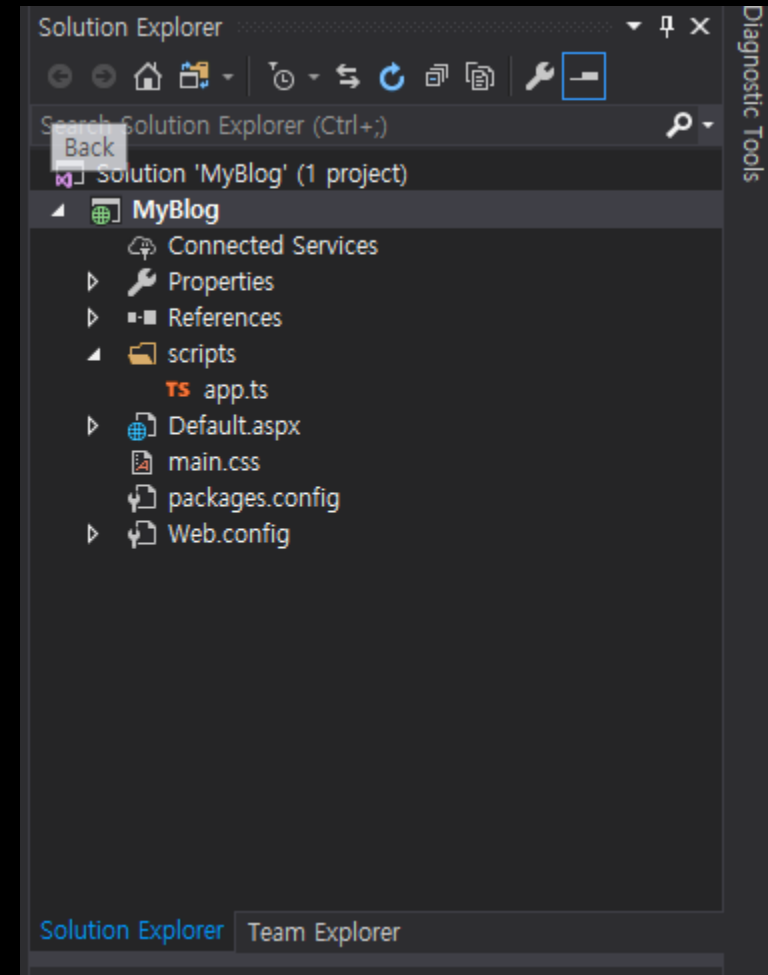 Solution Explorer
Search Solution Explorer (Ctrl+;)
Back
Solution 'MyBlog' (1 project)
MyBlog
Connected Services
Properties
References
scripts
TS app.ts
Default.aspx
main.css
packages.config
Web.config
Solution Explorer Team Explorer
Diagnostic Tools